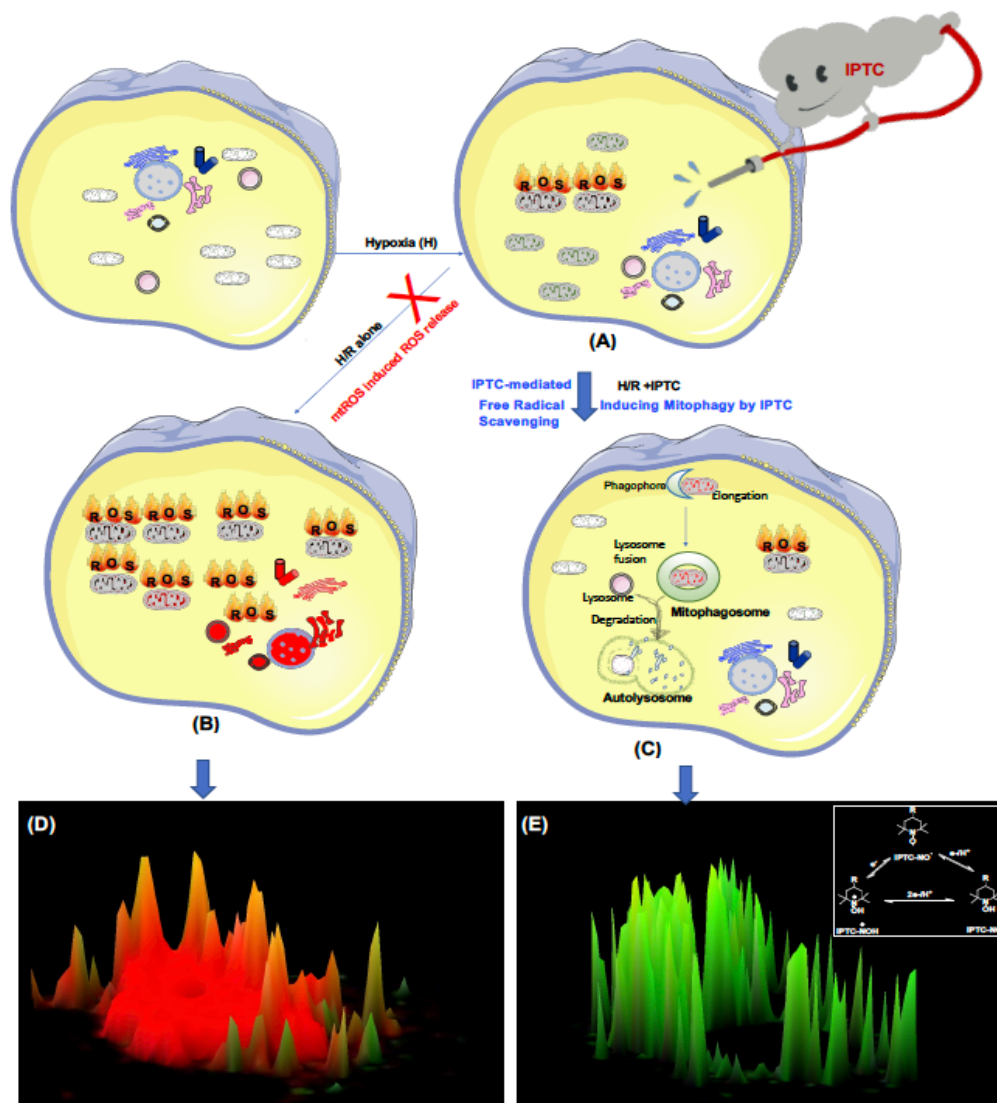 IPTC
R O S R O S
Hypoxia (H)
H/R alone
mtROS induced ROS release
(A)
IPTC-mediated
Free Radical
Scavenging
H/R +IPTC
Inducing Mitophagy by IPTC
R O S R O S R O S
R O S
R O S
R O S R O S
R O S
(B)
Phagophore
Elongation
R O S
Lysosome
fusion
Lysosome
Mitophagosome
Degradation
Autolysosome
(C)
(D)
(E)
R
N
IPTC-NO˙
e-
e-/H⁺
R
N
OH
2e-/H⁺
R
N
OH
IPTC-NOH